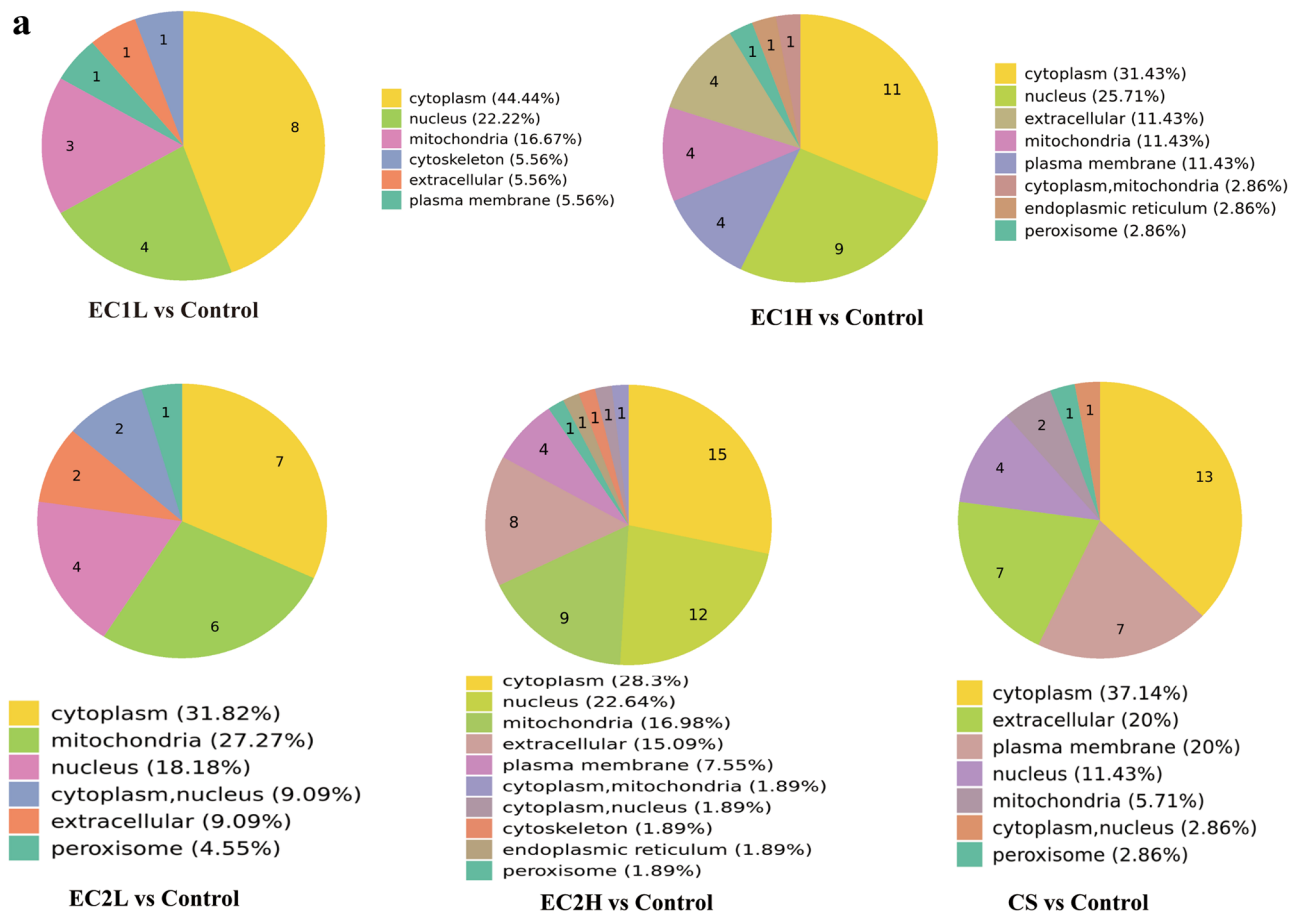 a
1
1
1
8
3
4
cytoplasm (44.44%)
nucleus (22.22%)
mitochondria (16.67%)
cytoskeleton (5.56%)
extracellular (5.56%)
plasma membrane (5.56%)
EC1L vs Control
1
1
1
4
11
4
4
9
cytoplasm (31.43%)
nucleus (25.71%)
extracellular (11.43%)
mitochondria (11.43%)
plasma membrane (11.43%)
cytoplasm,mitochondria (2.86%)
endoplasmic reticulum (2.86%)
peroxisome (2.86%)
EC1H vs Control
1
2
7
2
4
6
cytoplasm (31.82%)
mitochondria (27.27%)
nucleus (18.18%)
cytoplasm,nucleus (9.09%)
extracellular (9.09%)
peroxisome (4.55%)
EC2L vs Control
1
1
1
1
1
4
15
8
9
12
cytoplasm (28.3%)
nucleus (22.64%)
mitochondria (16.98%)
extracellular (15.09%)
plasma membrane (7.55%)
cytoplasm,mitochondria (1.89%)
cytoplasm,nucleus (1.89%)
cytoskeleton (1.89%)
endoplasmic reticulum (1.89%)
peroxisome (1.89%)
EC2H vs Control
1
1
2
4
13
7
7
cytoplasm (37.14%)
extracellular (20%)
plasma membrane (20%)
nucleus (11.43%)
mitochondria (5.71%)
cytoplasm,nucleus (2.86%)
peroxisome (2.86%)
CS vs Control